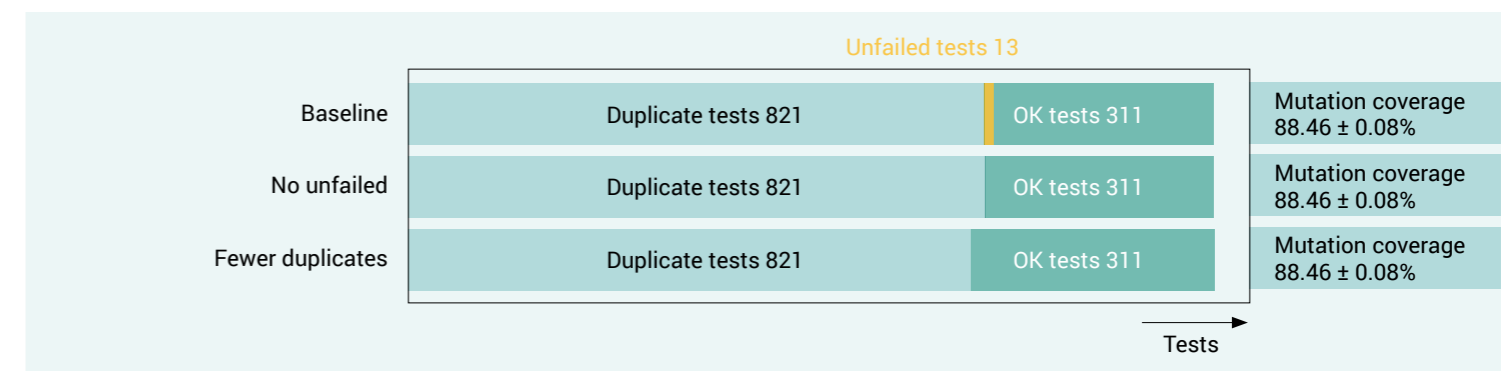 Unfailed tests 13
Baseline
Duplicate tests 821
OK tests 311
Mutation coverage
88.46 ± 0.08%
No unfailed
Duplicate tests 821
OK tests 311
Mutation coverage
88.46 ± 0.08%
Fewer duplicates
Duplicate tests 821
OK tests 311
Mutation coverage
88.46 ± 0.08%
Tests